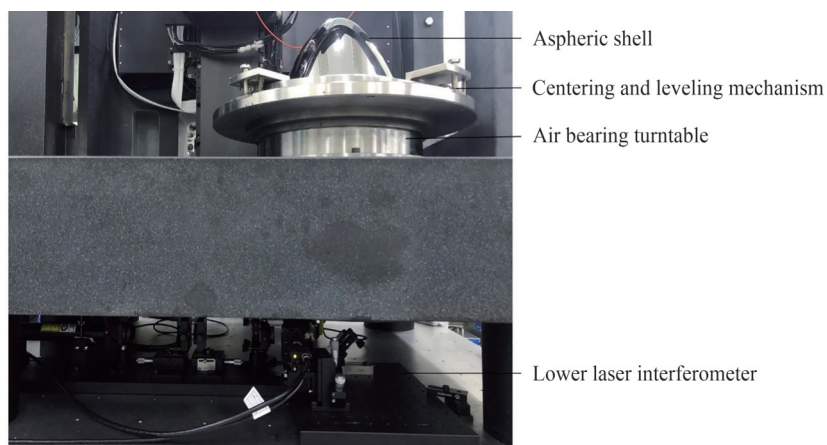 Aspheric shell
Centering and leveling mechanism
Air bearing turntable
Lower laser interferometer